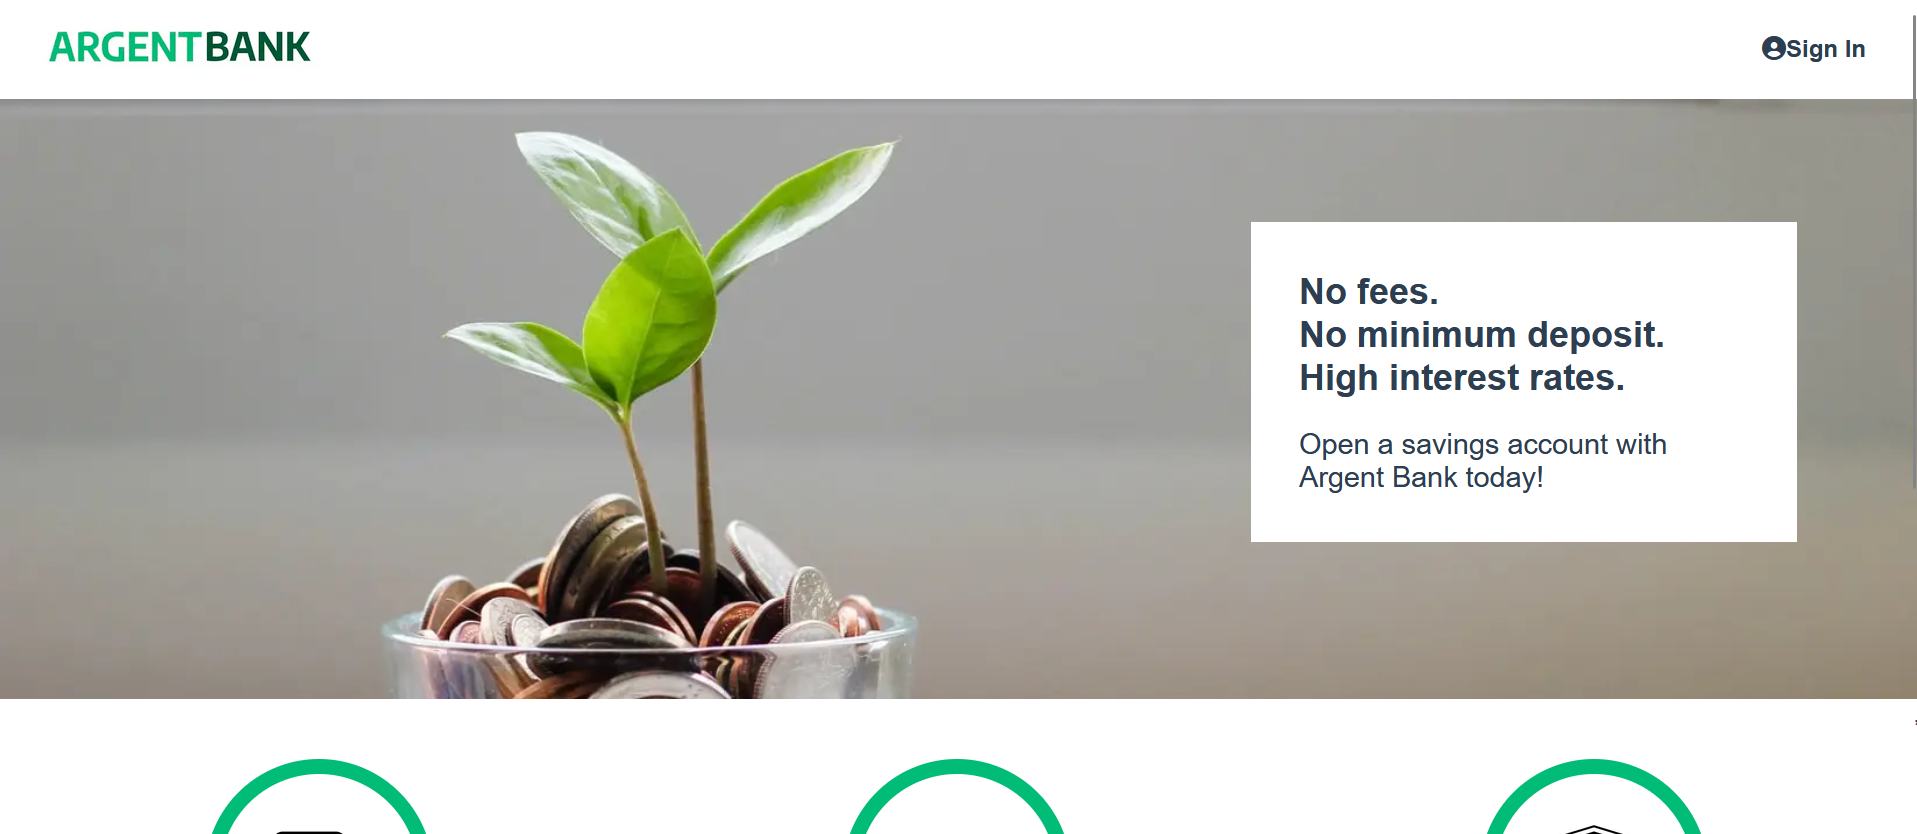 ARGENTBANK
Sign In
No fees.
No minimum deposit.
High interest rates.
Open a savings account with
Argent Bank today!